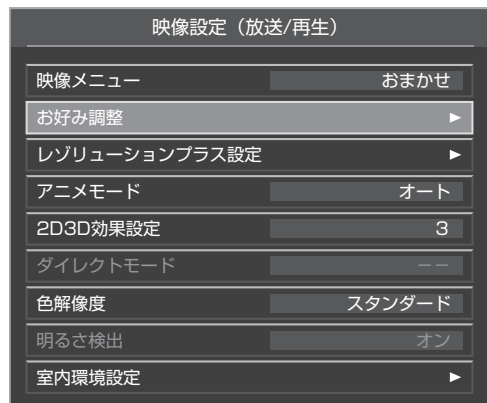 映像設定（放送/再生）
映像メニュー おまかせ
お好み調整 ►
レゾリューションプラス設定 ►
アニメモード オート
2D3D効果設定 3
ダイレクトモード −−
色解像度 スタンダード
明るさ検出 オン
室内環境設定 ►